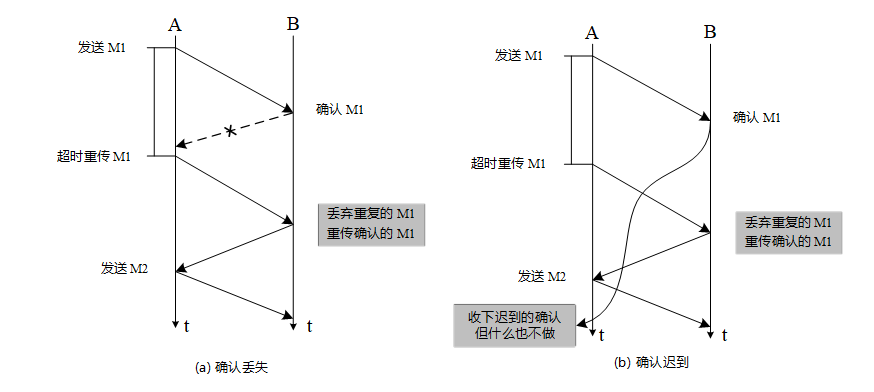 A
B
发送 M1
确认 M1
超时重传 M1
丢弃重复的 M1
重传确认的 M1
发送 M2
t
t
(a) 确认丢失
A
B
发送 M1
确认 M1
超时重传 M1
丢弃重复的 M1
重传确认的 M1
发送 M2
收下迟到的确认
但什么也不做
t
t
(b) 确认迟到